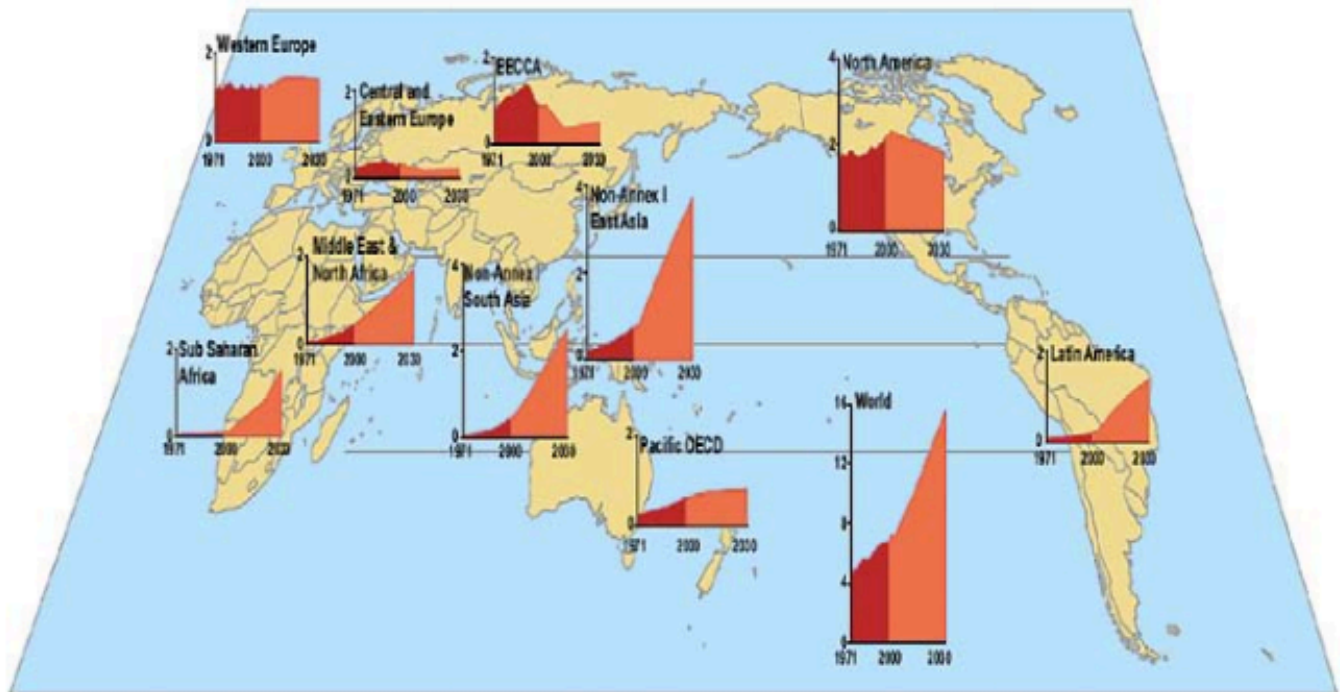 Western Europe
2
0
1971 2000 2030
Central and
Eastern Europe
2
0
1971 2000 2030
EECCA
2
0
1971 2000 2030
North America
4
2
0
1971 2000 2030
Non-Annex I
East Asia
4
2
0
1971 2000 2030
Middle East &
North Africa
2
0
1971 2000 2030
Non-Annex I
South Asia
4
2
0
1971 2000 2030
Sub Saharan
Africa
2
0
1971 2000 2030
Latin America
2
0
1971 2000 2030
World
16
12
8
4
0
1971 2000 2030
Pacific OECD
2
0
1971 2000 2030